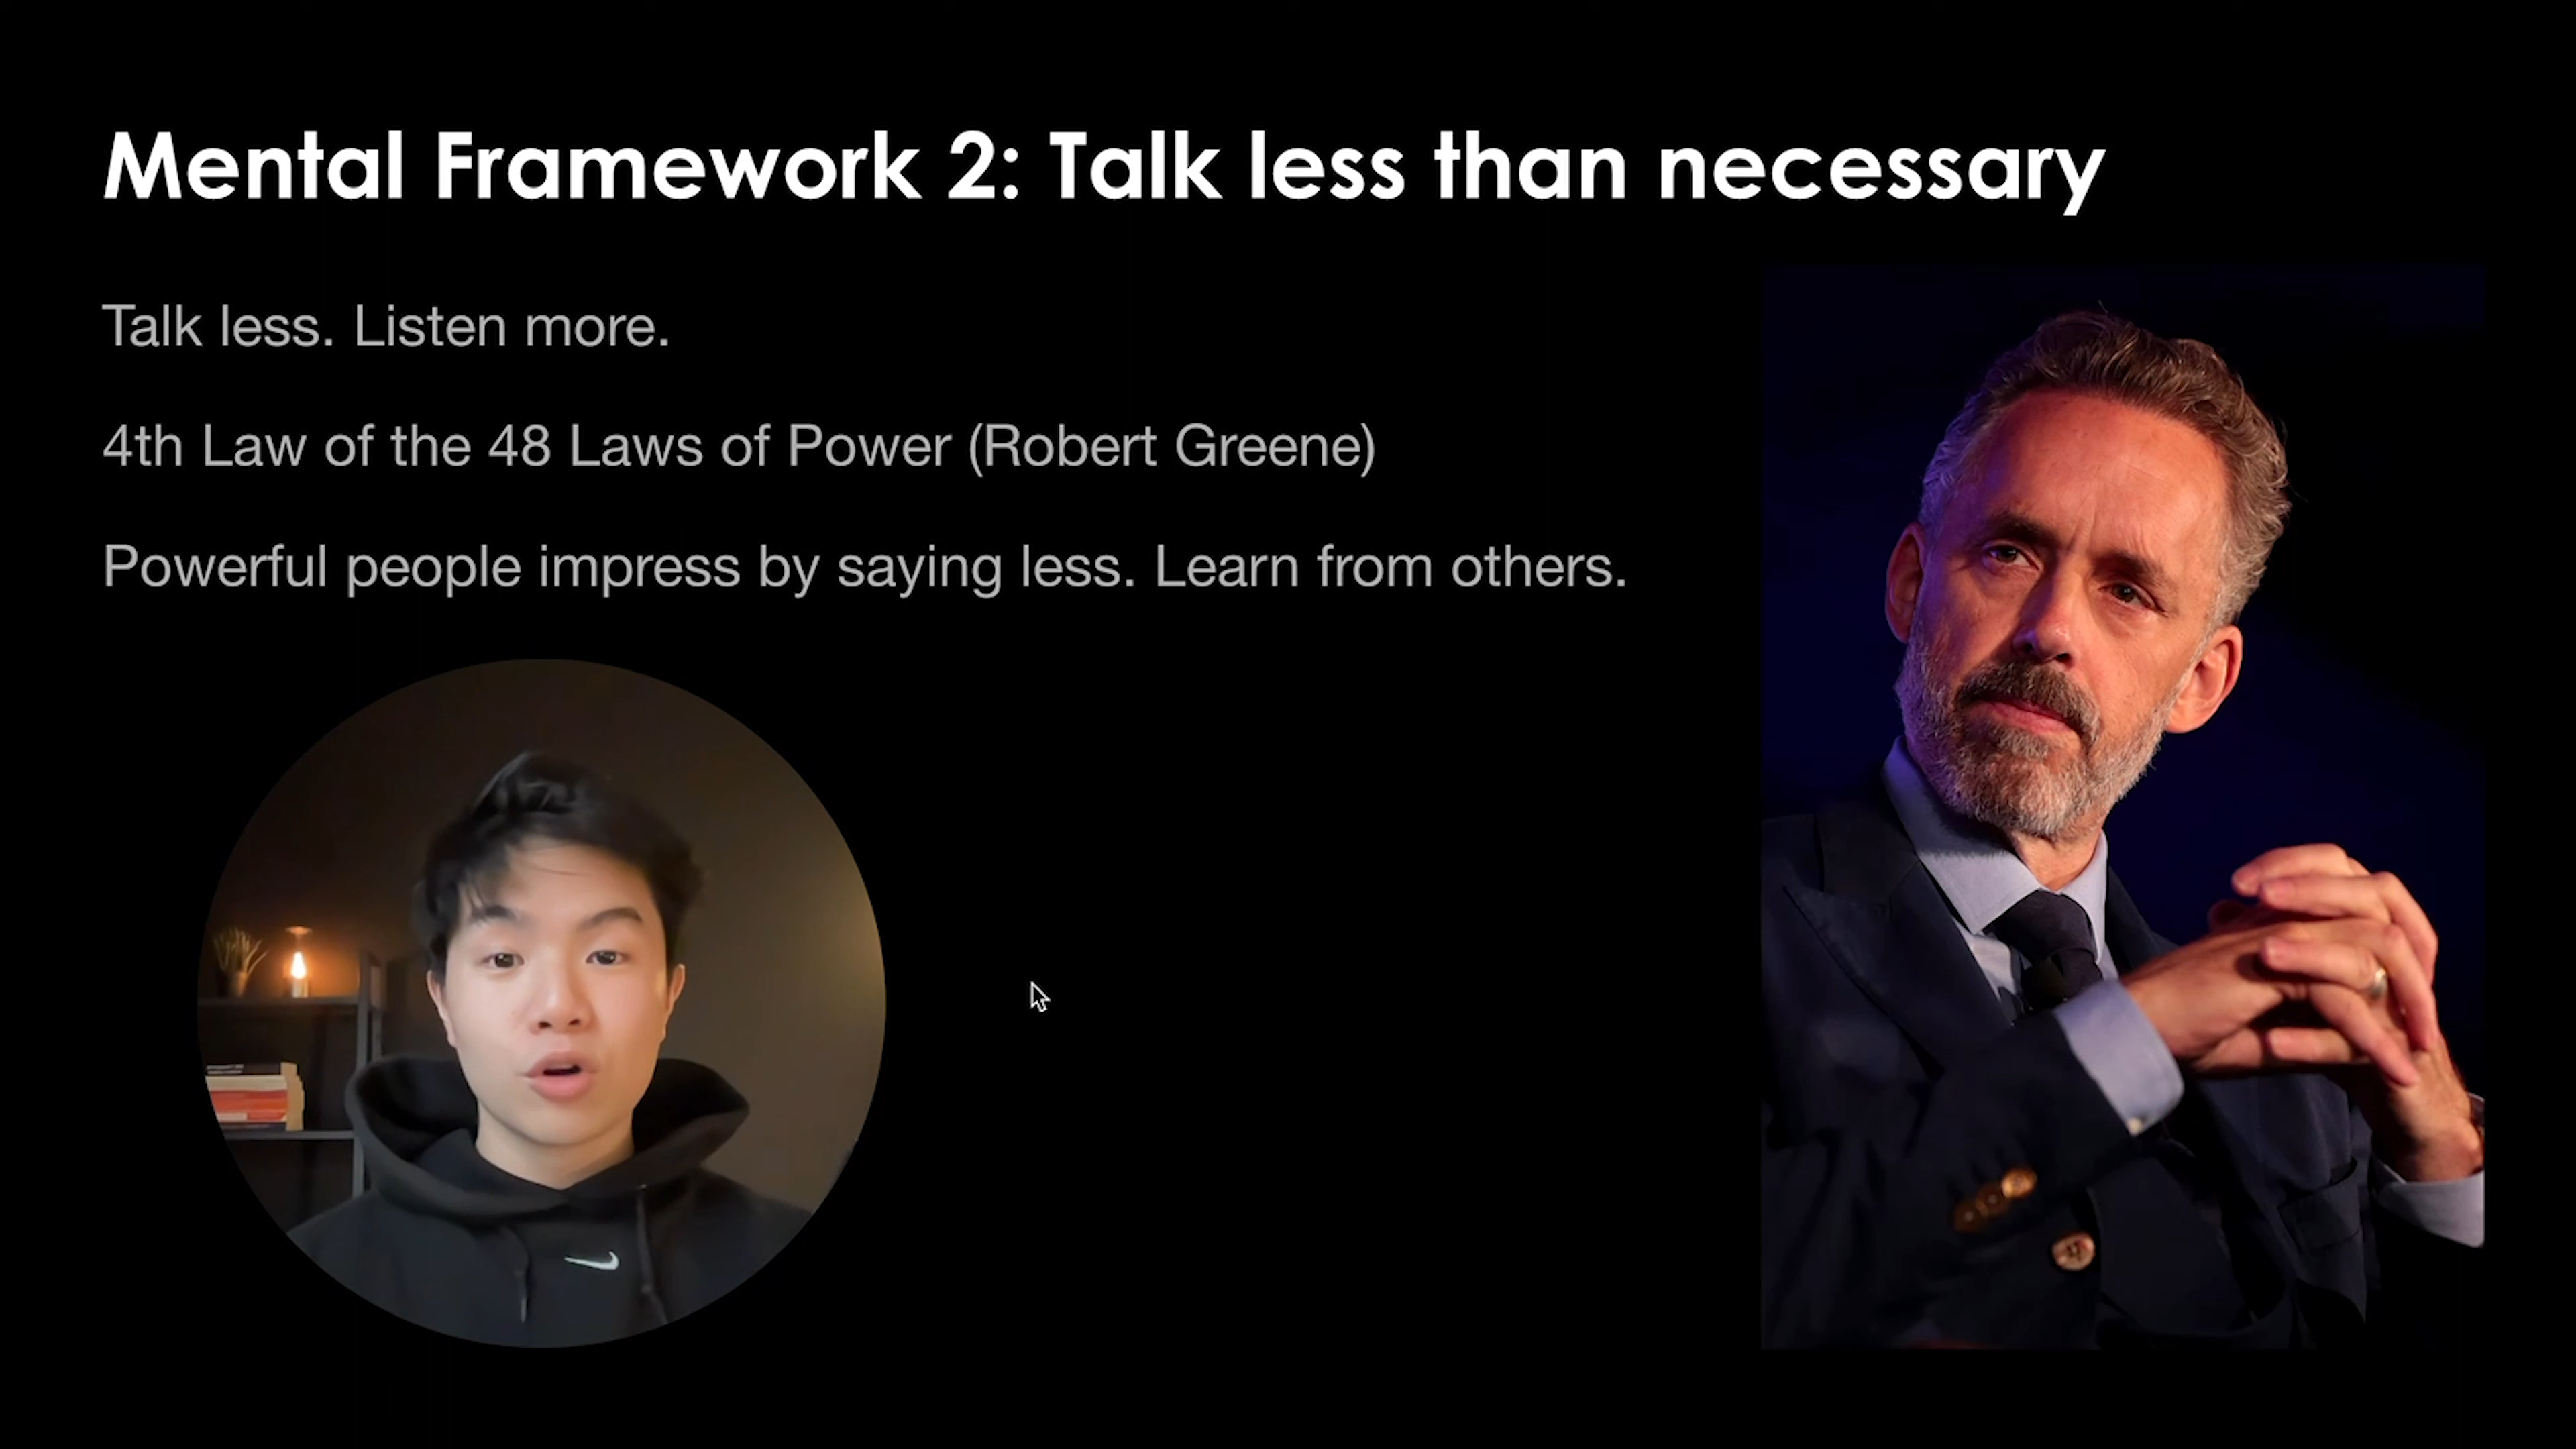 Mental Framework 2: Talk less than necessary
Talk less. Listen more.
4th Law of the 48 Laws of Power (Robert Greene)
Powerful people impress by saying less. Learn from others.